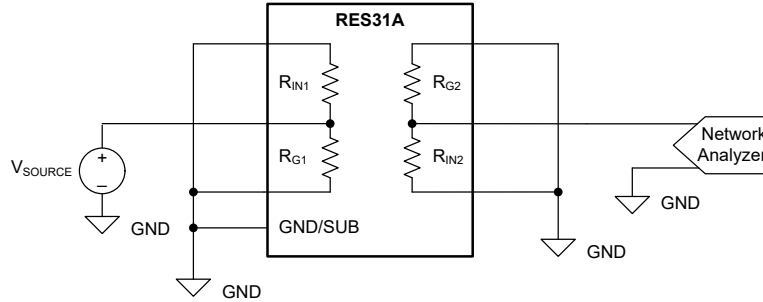 RES31A
R_IN1
R_G2
V_SOURCE
+
–
R_G1
R_IN2
Network
Analyzer
GND
GND/SUB
GND
GND
GND